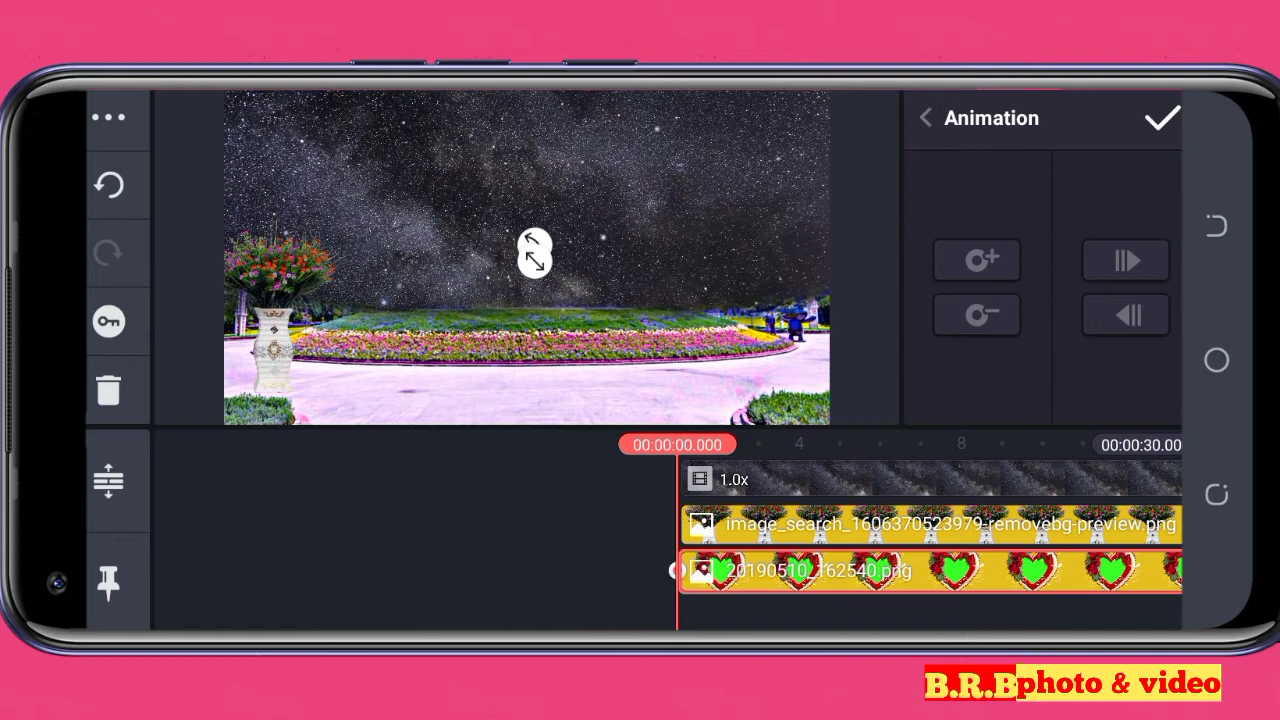 Animation
00:00:00.000
4
8
00:00:30.00
1.0x
image_search_1606370523979-removebg-preview.png
20190510_162540.png
B.R.B photo & video